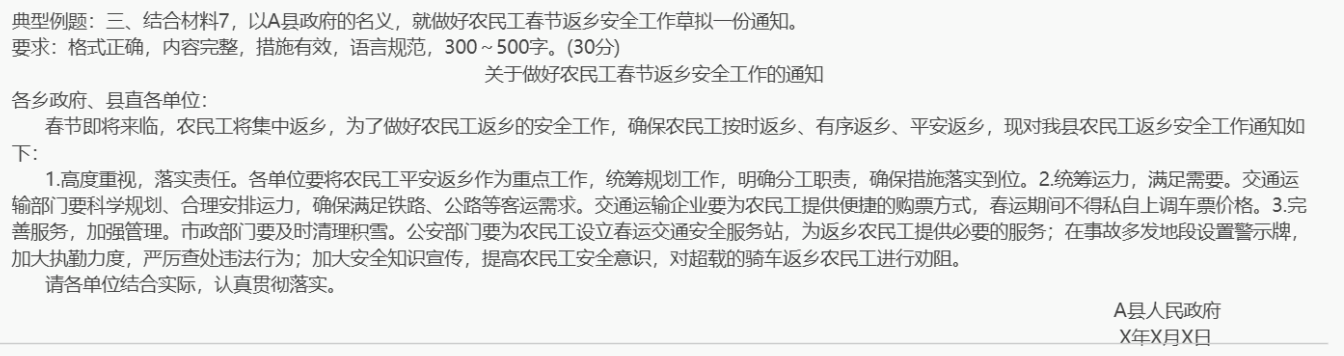 典型例题：三、结合材料7，以A县政府的名义，就做好农民工春节返乡安全工作草拟一份通知。
要求：格式正确，内容完整，措施有效，语言规范，300～500字。(30分)
关于做好农民工春节返乡安全工作的通知
各乡政府、县直各单位：
春节即将来临，农民工将集中返乡，为了做好农民工返乡的安全工作，确保农民工按时返乡、有序返乡、平安返乡，现对我县农民工返乡安全工作通知如
下：
1.高度重视，落实责任。各单位要将农民工平安返乡作为重点工作，统筹规划工作，明确分工职责，确保措施落实到位。2.统筹运力，满足需要。交通运
输部门要科学规划、合理安排运力，确保满足铁路、公路等客运需求。交通运输企业要为农民工提供便捷的购票方式，春运期间不得私自上调车票价格。3.完
善服务，加强管理。市政部门要及时清理积雪。公安部门要为农民工设立春运交通安全服务站，为返乡农民工提供必要的服务；在事故多发地段设置警示牌，
加大执勤力度，严厉查处违法行为；加大安全知识宣传，提高农民工安全意识，对超载的骑车返乡农民工进行劝阻。
请各单位结合实际，认真贯彻落实。
A县人民政府
X年X月X日